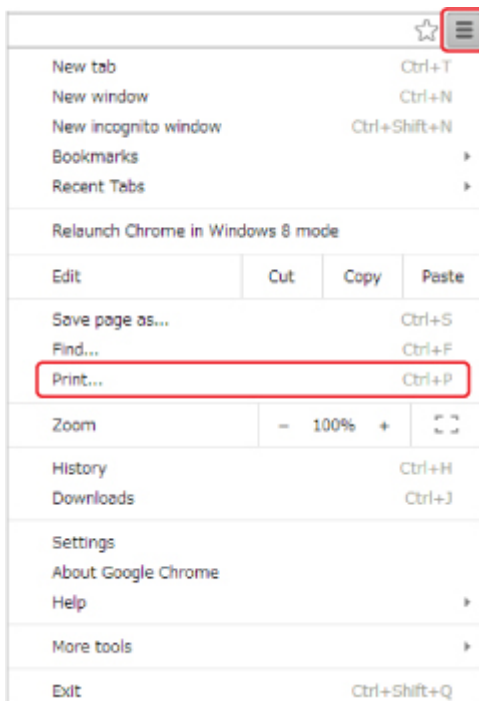 New tab Ctrl+T
New window Ctrl+N
New incognito window Ctrl+Shift+N
Bookmarks
Recent Tabs
Relaunch Chrome in Windows 8 mode
Edit Cut Copy Paste
Save page as... Ctrl+S
Find... Ctrl+F
Print... Ctrl+P
Zoom − 100% +
History Ctrl+H
Downloads Ctrl+J
Settings
About Google Chrome
Help
More tools
Exit Ctrl+Shift+Q